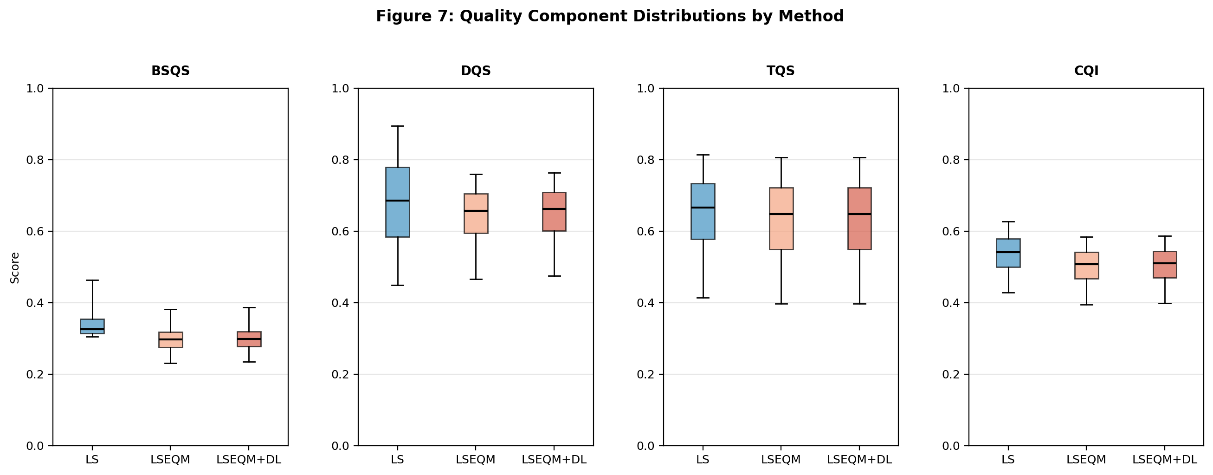 Figure 7: Quality Component Distributions by Method
BSQS
DQS
TQS
CQI
Score
1.0
0.8
0.6
0.4
0.2
0.0
LS
LSEQM
LSEQM+DL
1.0
0.8
0.6
0.4
0.2
0.0
LS
LSEQM
LSEQM+DL
1.0
0.8
0.6
0.4
0.2
0.0
LS
LSEQM
LSEQM+DL
1.0
0.8
0.6
0.4
0.2
0.0
LS
LSEQM
LSEQM+DL